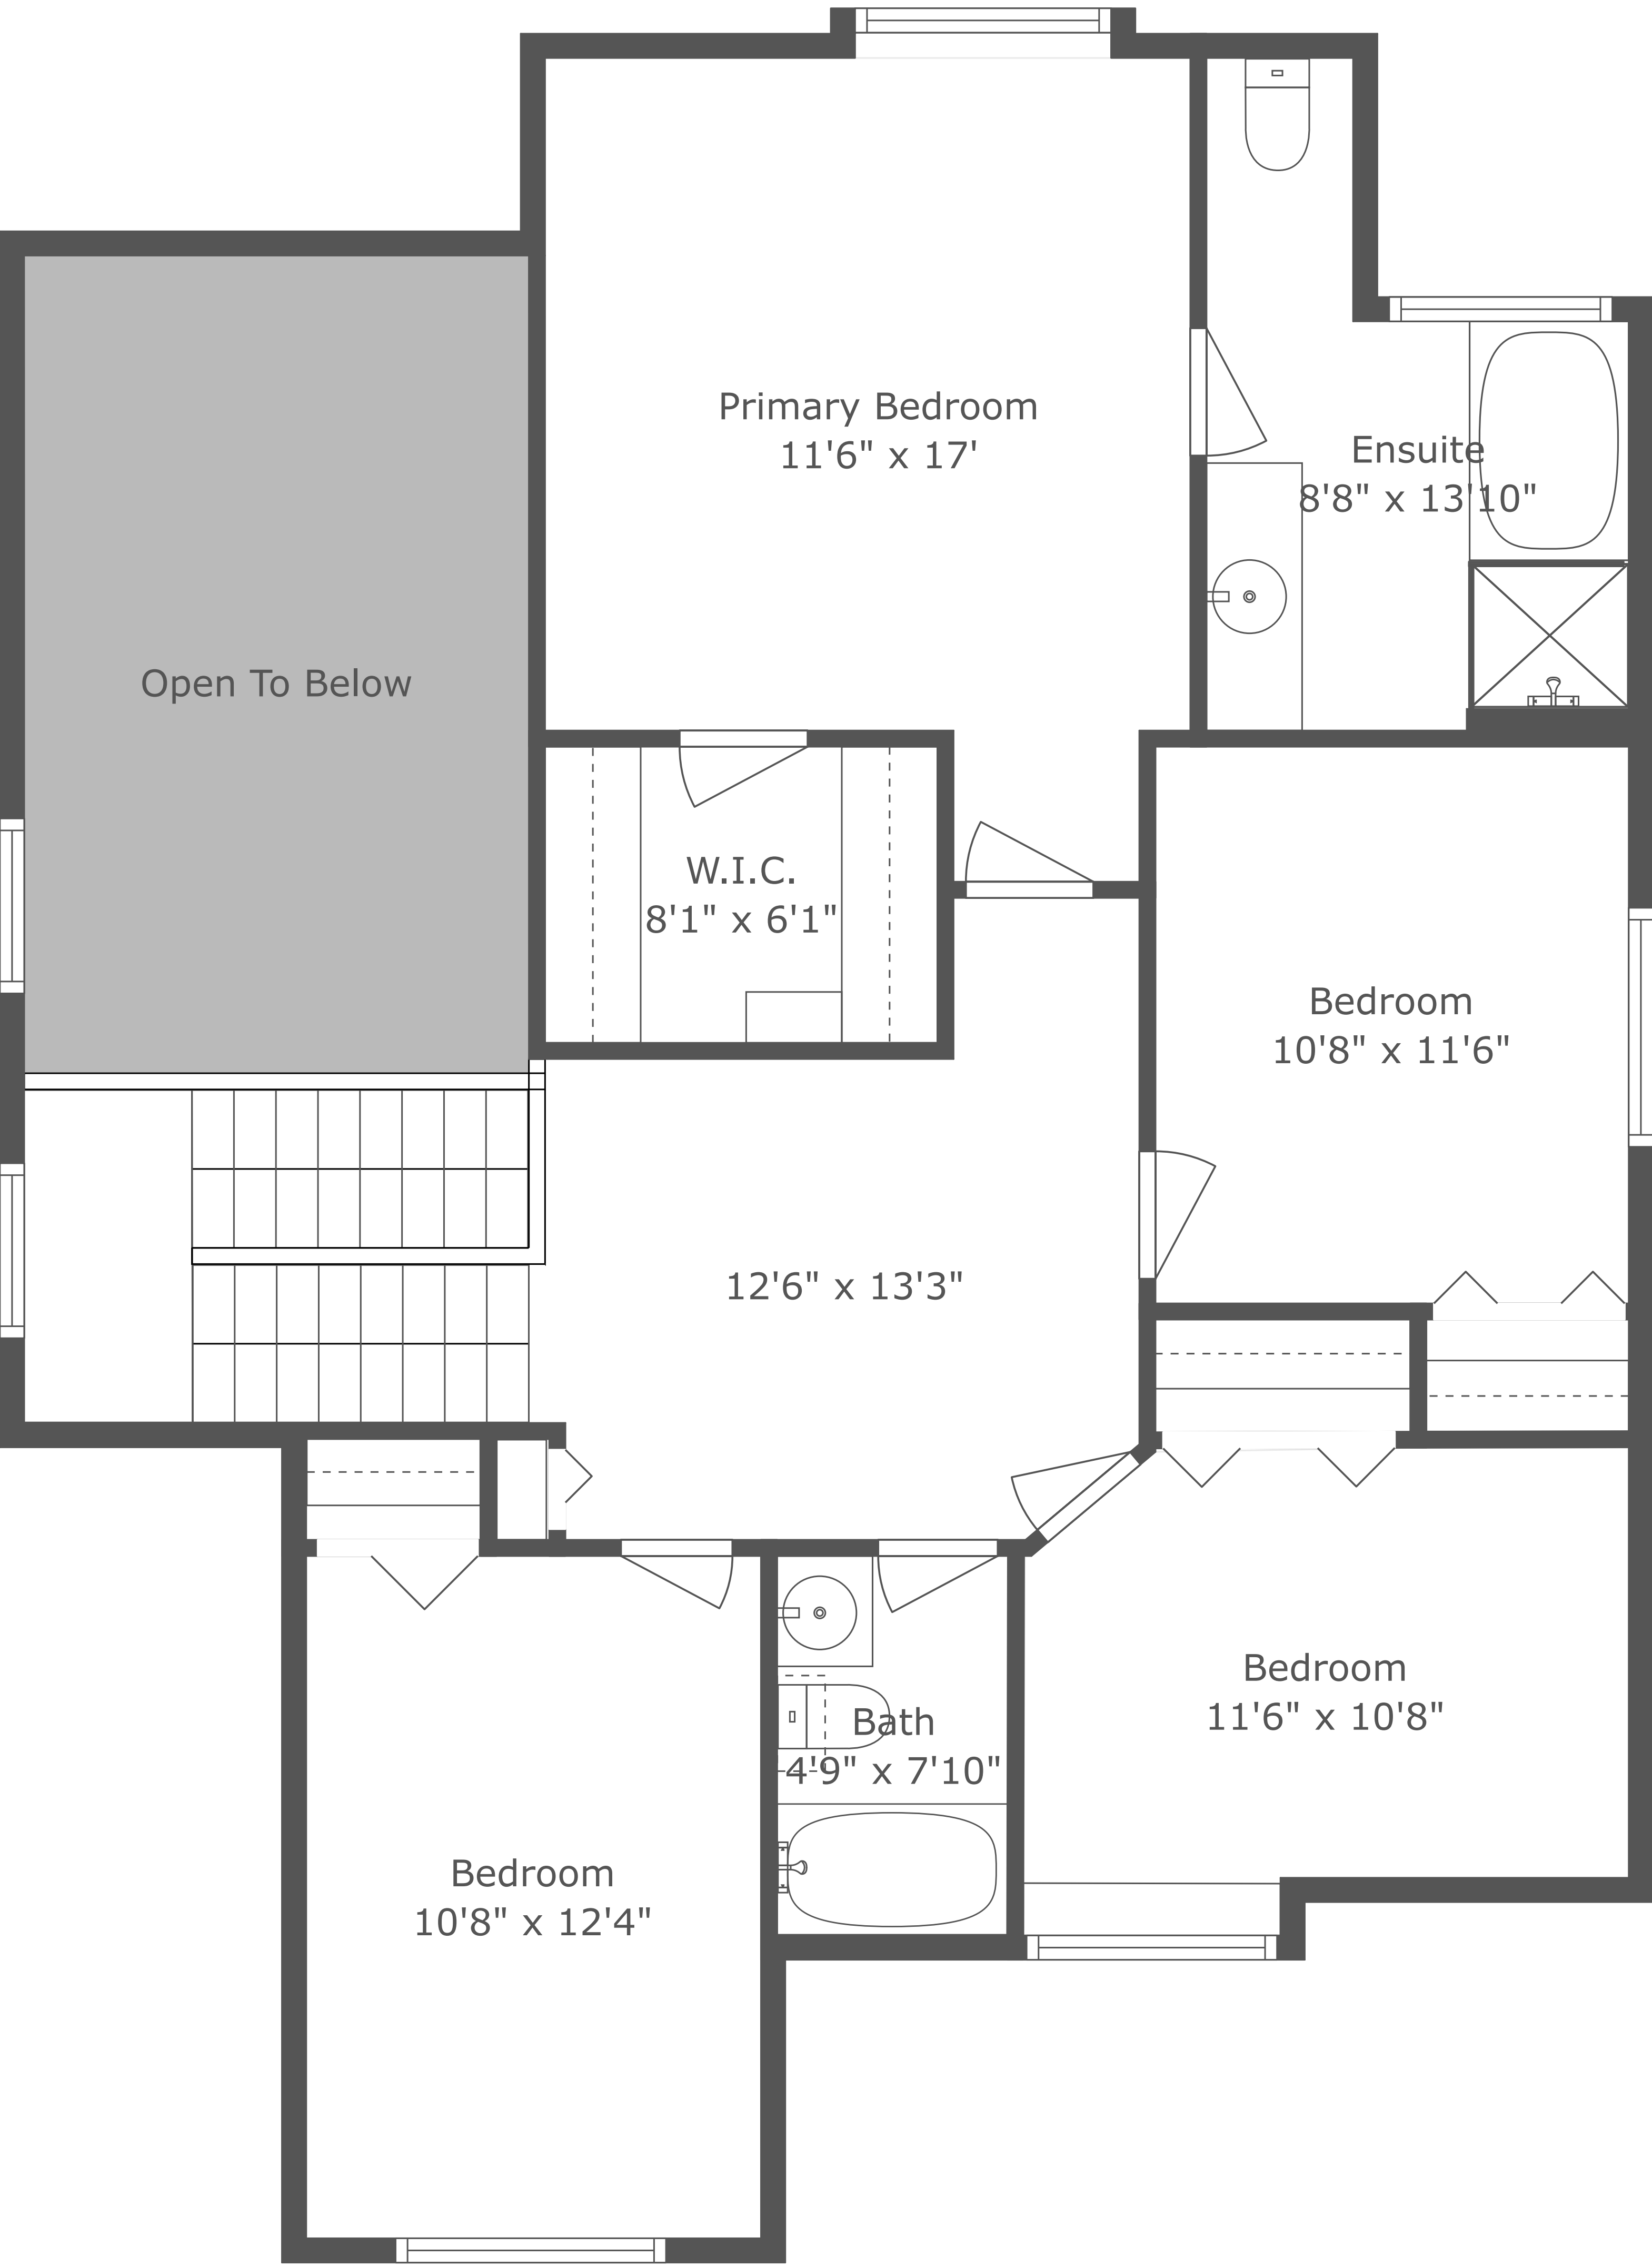 Primary Bedroom
11'6" x 17'
Ensuite
8'8" x 13'10"
Open To Below
W.I.C.
8'1" x 6'1"
Bedroom
10'8" x 11'6"
12'6" x 13'3"
Bedroom
11'6" x 10'8"
Bath
4'9" x 7'10"
Bedroom
10'8" x 12'4"